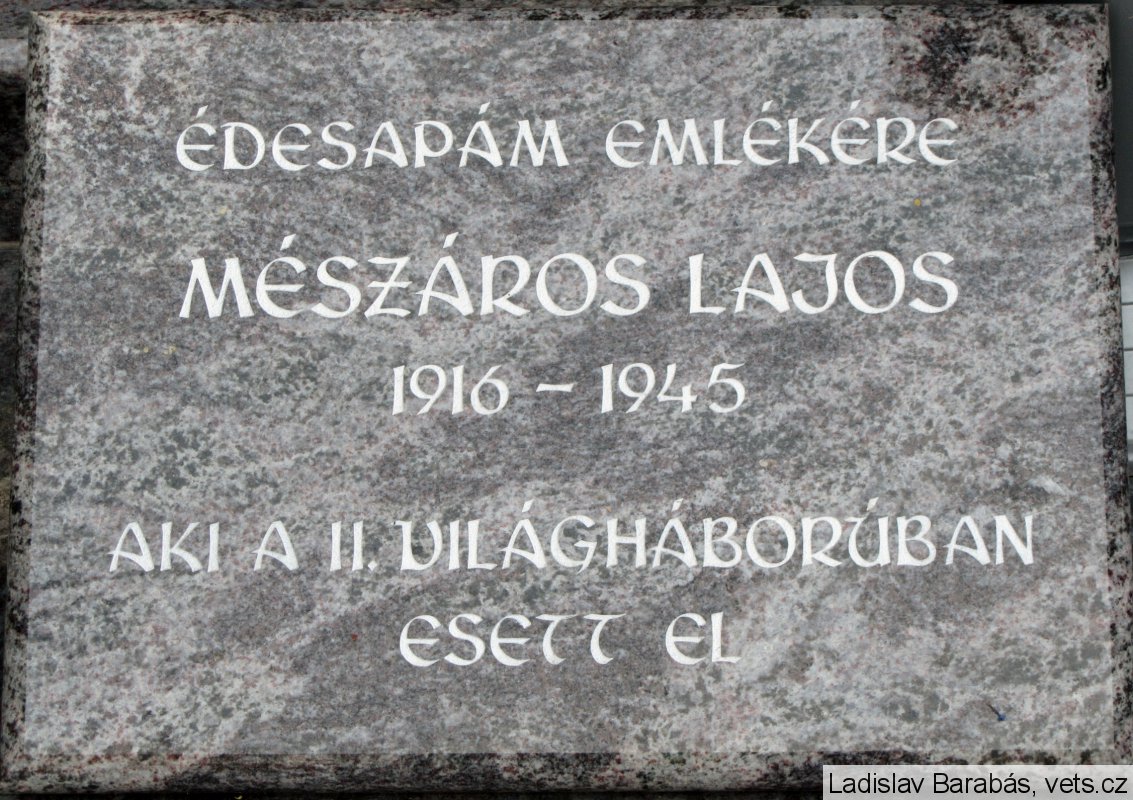 ÉDESAPÁM EMLÉKÉRE
MÉSZÁROS LAJOS
1916 – 1945
AKI A II. VILÁGHÁBORÚBAN
ESETT EL
Ladislav Barabás, vets.cz